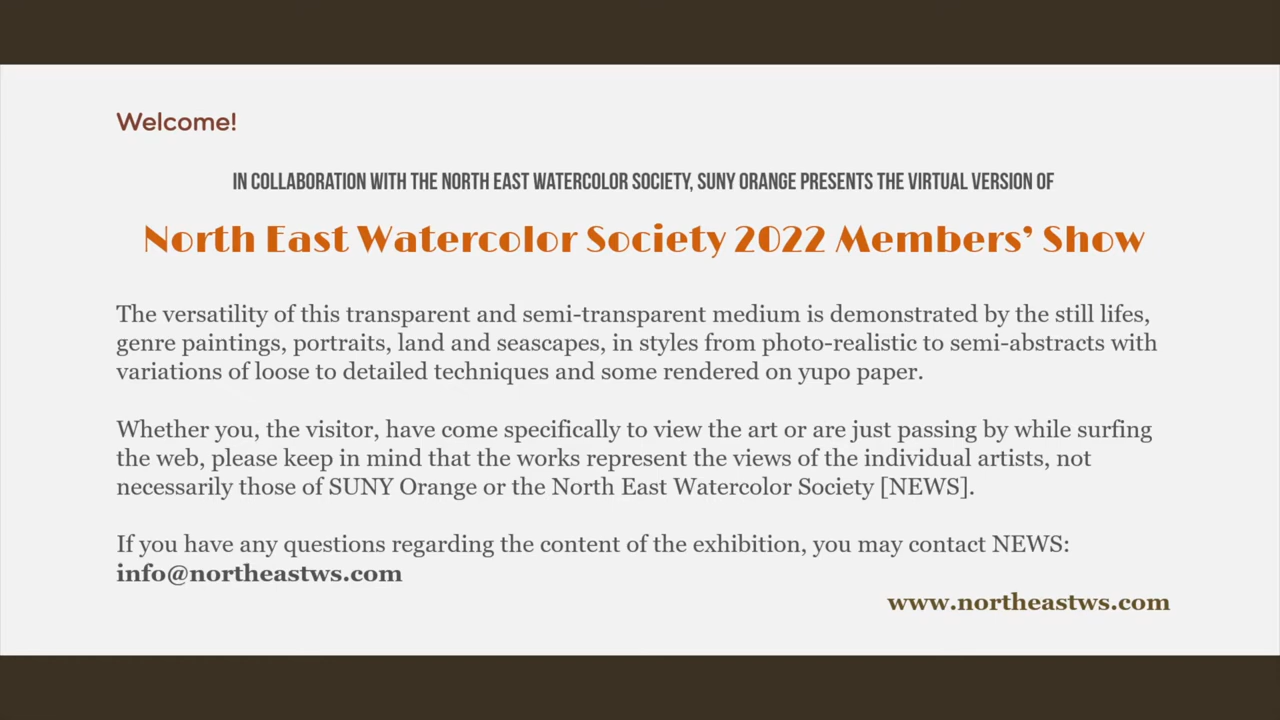 Welcome!
IN COLLABORATION WITH THE NORTH EAST WATERCOLOR SOCIETY, SUNY ORANGE PRESENTS THE VIRTUAL VERSION OF
North East Watercolor Society 2022 Members’ Show
The versatility of this transparent and semi-transparent medium is demonstrated by the still lifes,
genre paintings, portraits, land and seascapes, in styles from photo-realistic to semi-abstracts with
variations of loose to detailed techniques and some rendered on yupo paper.
Whether you, the visitor, have come specifically to view the art or are just passing by while surfing
the web, please keep in mind that the works represent the views of the individual artists, not
necessarily those of SUNY Orange or the North East Watercolor Society [NEWS].
If you have any questions regarding the content of the exhibition, you may contact NEWS:
info@northeastws.com
www.northeastws.com